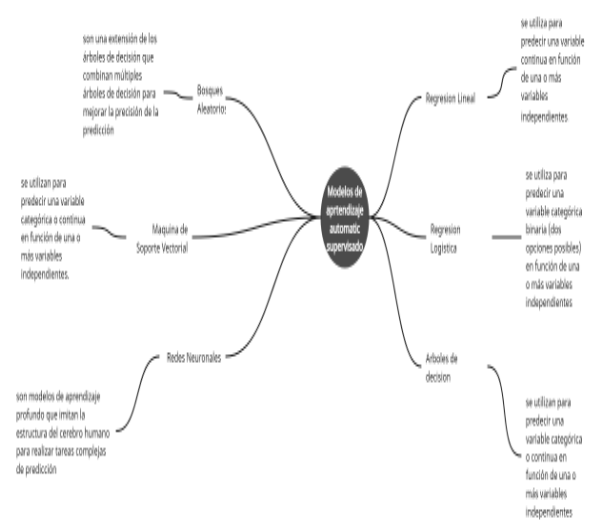 Modelos de
aprtendizaje
automatic
supervisado
Bosques
Aleatorios
son una extensión de los
árboles de decisión que
combinan múltiples
árboles de decisión para
mejorar la precisión de la
predicción
Maquina de
Soporte Vectorial
se utilizan para
predecir una variable
categórica o continua
en función de una o
más variables
independientes.
Redes Neuronales
son modelos de aprendizaje
profundo que imitan la
estructura del cerebro humano
para realizar tareas complejas
de predicción
Regresion Lineal
se utiliza para
predecir una variable
continua en función
de una o más
variables
independientes
Regresion
Logística
se utiliza para
predecir una
variable categórica
binaria (dos
opciones posibles)
en función de una
o más variables
independientes
Arboles de
decision
se utilizan para
predecir una
variable categórica
o continua en
función de una o
más variables
independientes